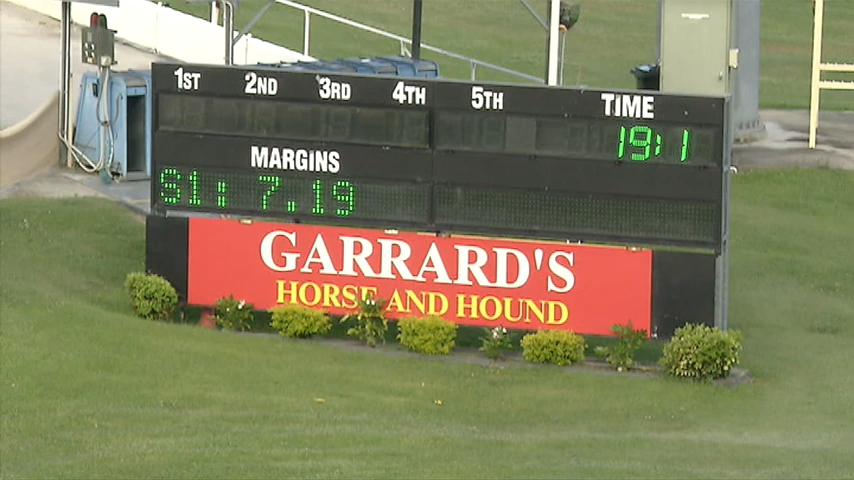 1ST 2ND 3RD 4TH 5TH TIME
19:1
MARGINS
S1: 7.19
GARRARD'S
HORSE AND HOUND